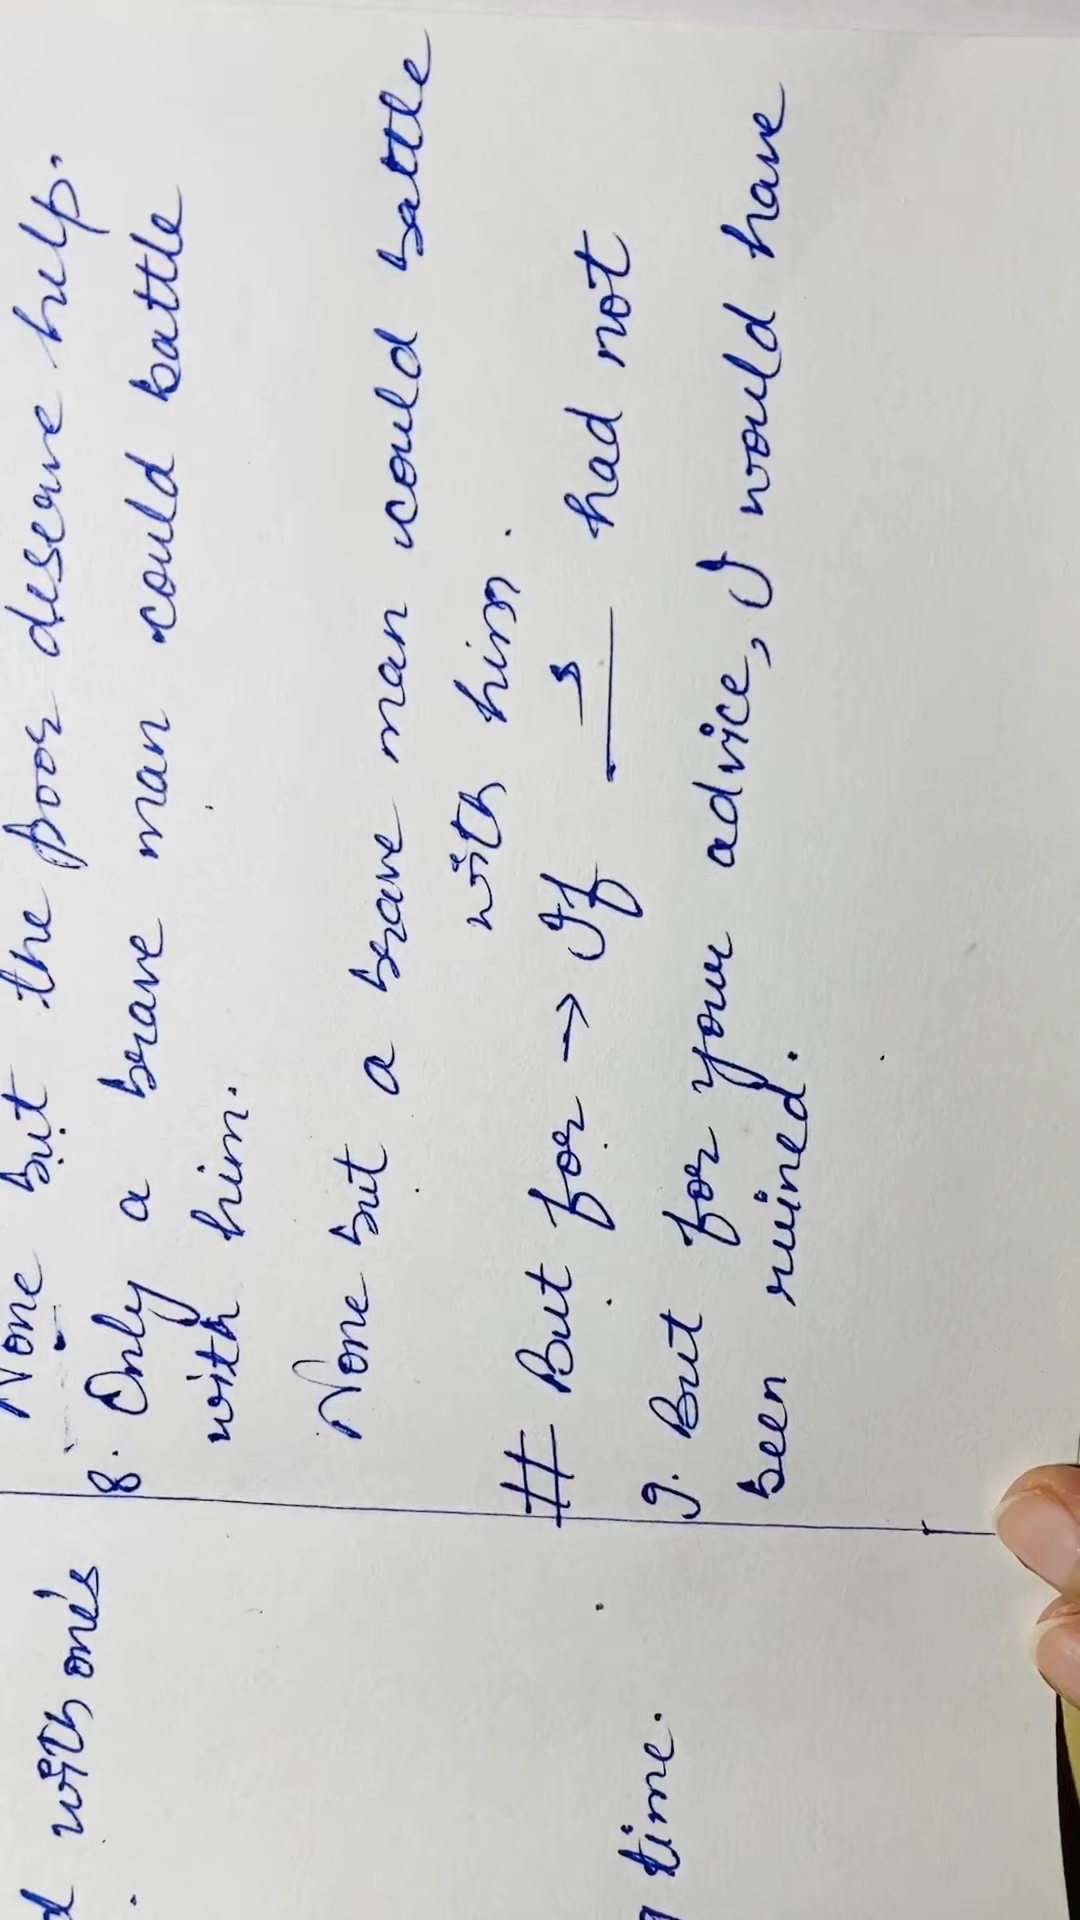 None but the poor deserve help.
8. Only a brave man could battle
with him.
None but a brave man could battle
with him.
# But for → If s had not
9. But for your advice, I would have
been ruined.
with one's
time.